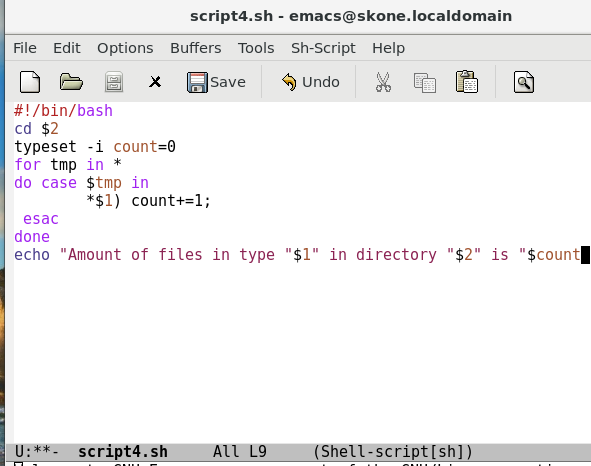 script4.sh - emacs@skone.localdomain
File Edit Options Buffers Tools Sh-Script Help
Save Undo
#!/bin/bash
cd $2
typeset -i count=0
for tmp in *
do case $tmp in
        *$1) count+=1;
 esac
done
echo "Amount of files in type "$1" in directory "$2" is "$count
U:**-  script4.sh     All L9     (Shell-script[sh])